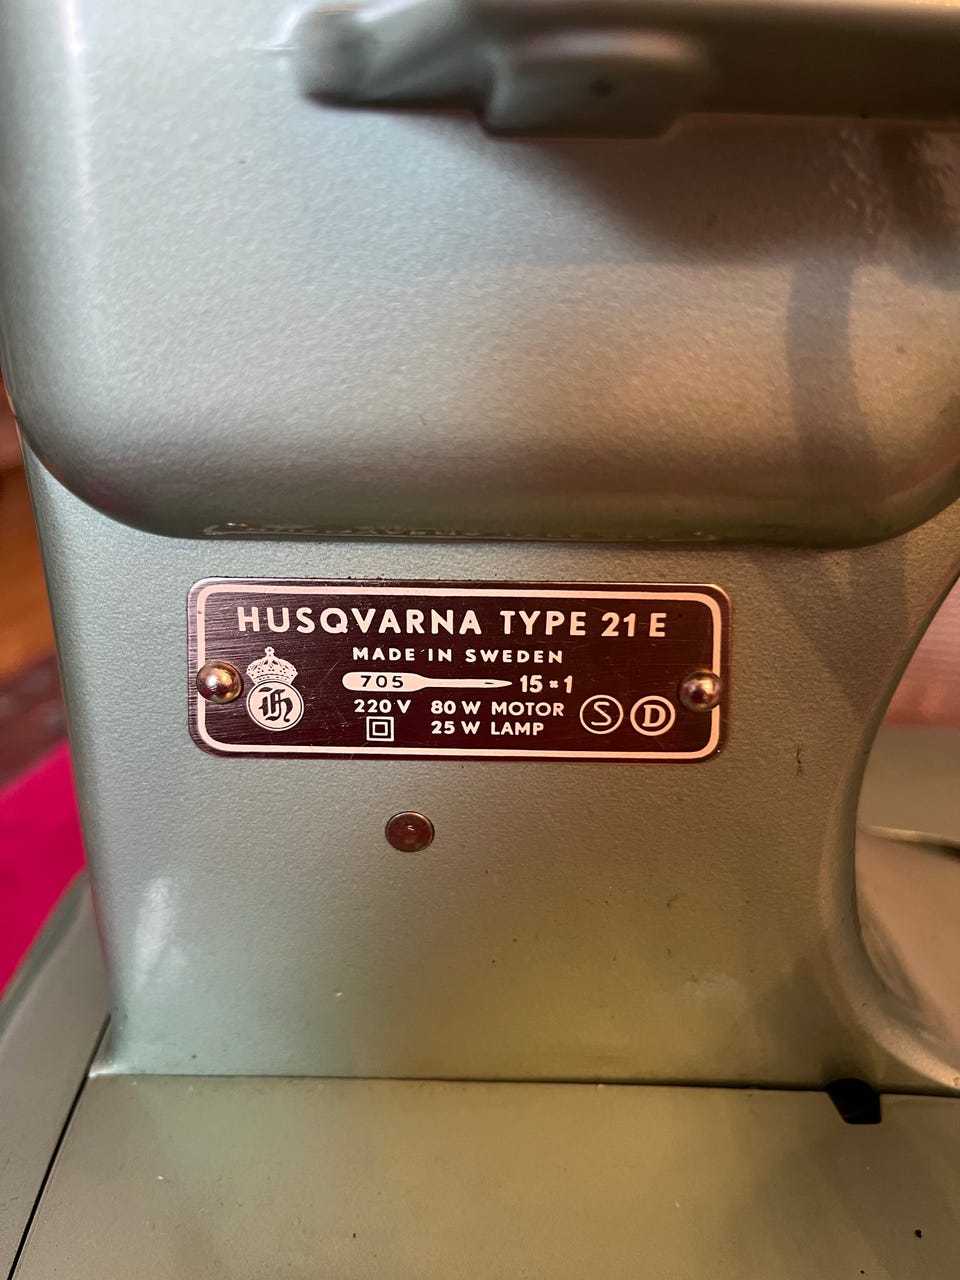 HUSQVARNA TYPE 21 E
MADE IN SWEDEN
705 15×1
220 V 80 W MOTOR
25 W LAMP
H
S D